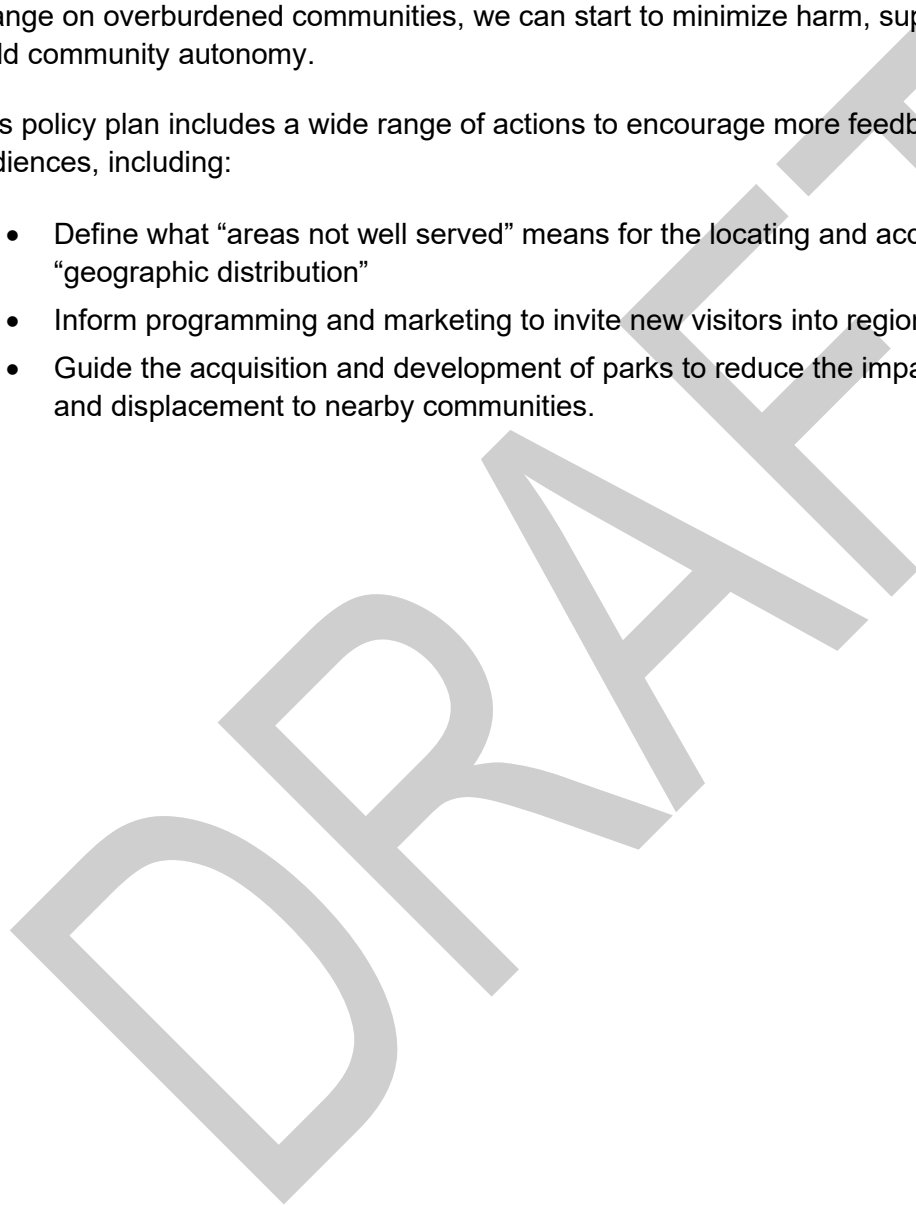 ange on overburdened communities, we can start to minimize harm, sup
ld community autonomy.
s policy plan includes a wide range of actions to encourage more feedb
diences, including:
• Define what “areas not well served” means for the locating and acc
“geographic distribution”
• Inform programming and marketing to invite new visitors into region
• Guide the acquisition and development of parks to reduce the impa
and displacement to nearby communities.
DRAFT